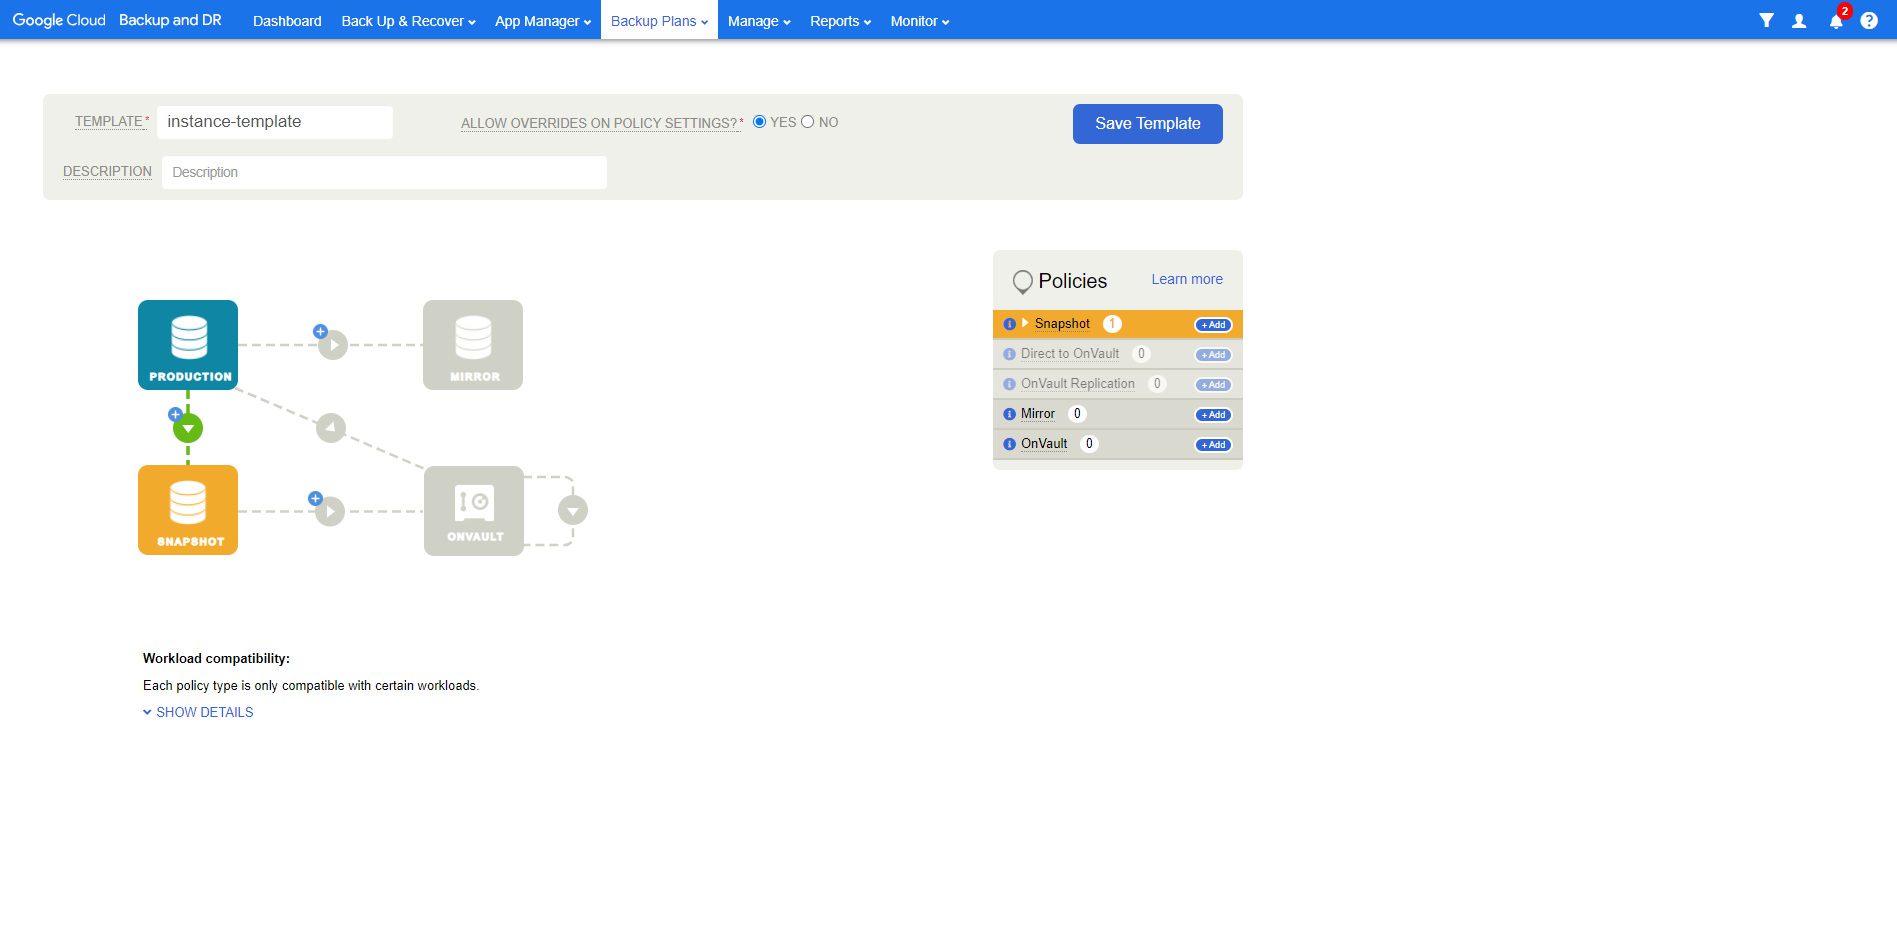 Google Cloud Backup and DR Dashboard Back Up & Recover App Manager Backup Plans Manage Reports Monitor 2 ?
TEMPLATE* instance-template ALLOW OVERRIDES ON POLICY SETTINGS?* YES NO Save Template
DESCRIPTION Description
Policies Learn more
Snapshot 1 + Add
Direct to OnVault 0 + Add
OnVault Replication 0 + Add
Mirror 0 + Add
OnVault 0 + Add
PRODUCTION MIRROR
SNAPSHOT ONVAULT
Workload compatibility:
Each policy type is only compatible with certain workloads.
SHOW DETAILS